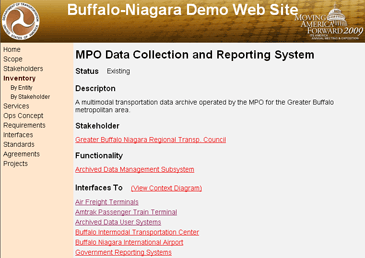 Buffalo-Niagara Demo Web Site
MOVING
AMERICA
FORWARD 2009
Home
Scope
Stakeholders
Inventory
By Entity
By Stakeholder
Services
Ops Concept
Requirements
Interfaces
Standards
Agreements
Projects
MPO Data Collection and Reporting System
Status Existing
Descripton
A multimodal transportation data archive operated by the MPO for the Greater Buffalo
metropolitan area.
Stakeholder
Greater Buffalo Niagara Regional Transp. Council
Functionality
Archived Data Management Subsystem
Interfaces To (View Context Diagram)
Air Freight Terminals
Amtrak Passenger Train Terminal
Archived Data User Systems
Buffalo Intermodal Transportation Center
Buffalo Niagara International Airport
Government Reporting Systems